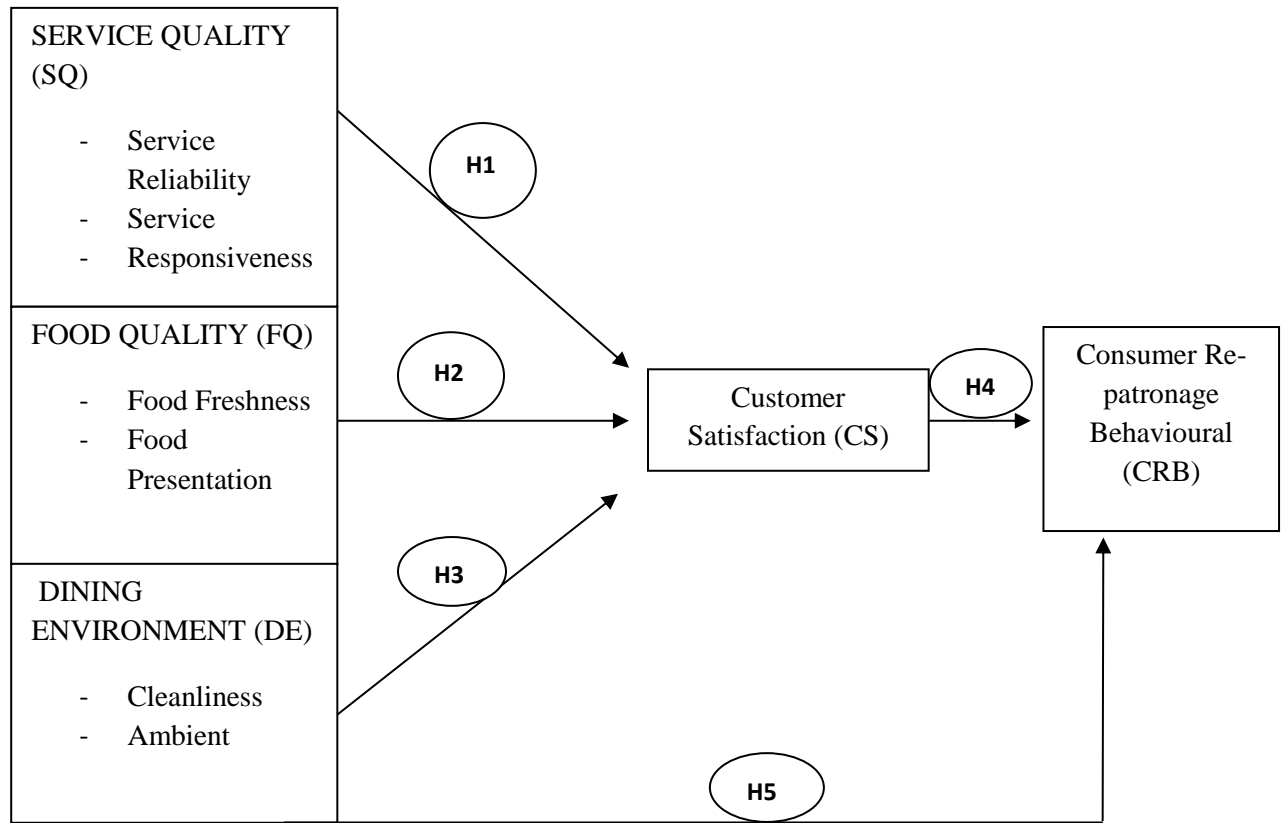 SERVICE QUALITY
(SQ)
- Service
Reliability
- Service
- Responsiveness
H1
FOOD QUALITY (FQ)
- Food Freshness
- Food
Presentation
H2
DINING
ENVIRONMENT (DE)
- Cleanliness
- Ambient
H3
Customer
Satisfaction (CS)
H4
Consumer Re-
patronage
Behavioural
(CRB)
H5